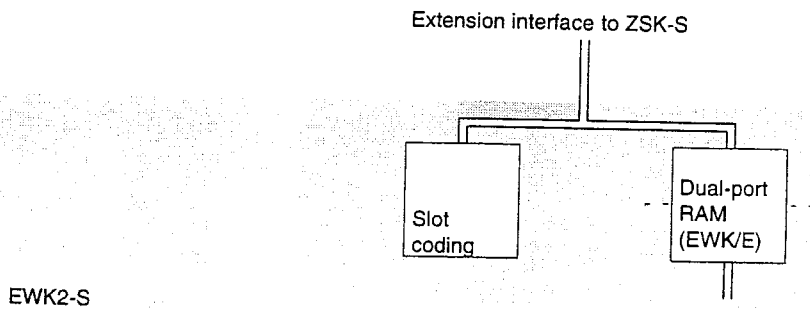 Extension interface to ZSK-S
Slot
coding
Dual-port
RAM
(EWK/E)
EWK2-S